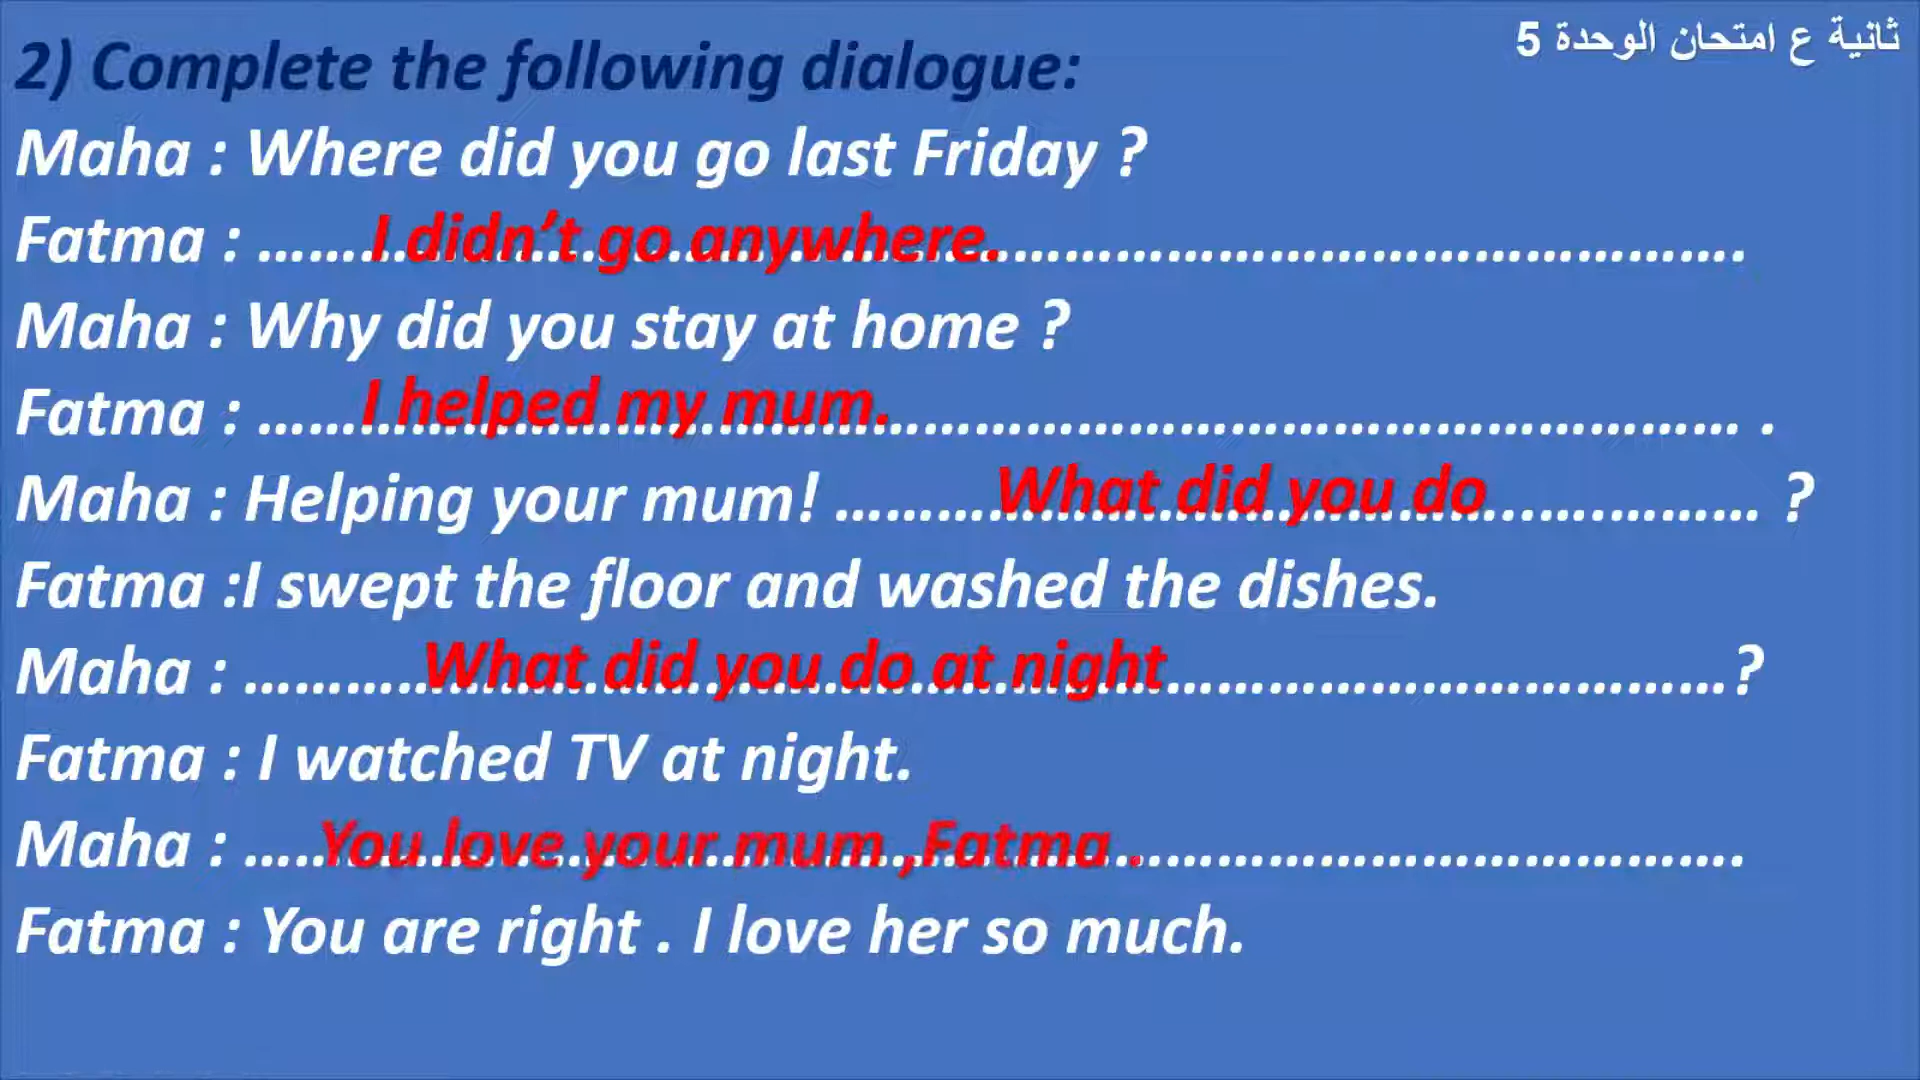 ثانية ع امتحان الوحدة 5
2) Complete the following dialogue:
Maha : Where did you go last Friday ?
Fatma : ……I didn’t go anywhere.…………………………………….
Maha : Why did you stay at home ?
Fatma : ……I helped my mum.………………………………………… .
Maha : Helping your mum! ……………What did you do………………… ?
Fatma :I swept the floor and washed the dishes.
Maha : …………What did you do at night……………………………?
Fatma : I watched TV at night.
Maha : ……You love your mum ,Fatma .…………………………….
Fatma : You are right . I love her so much.